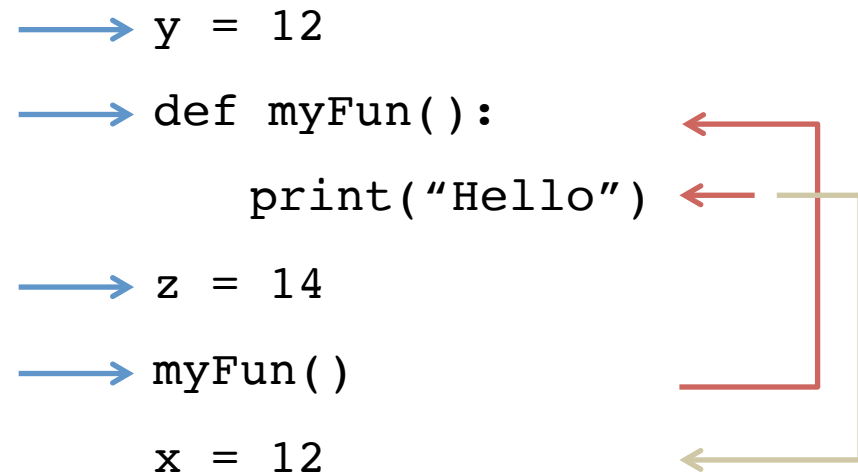 y = 12
def myFun():
print(“Hello”)
z = 14
myFun()
x = 12